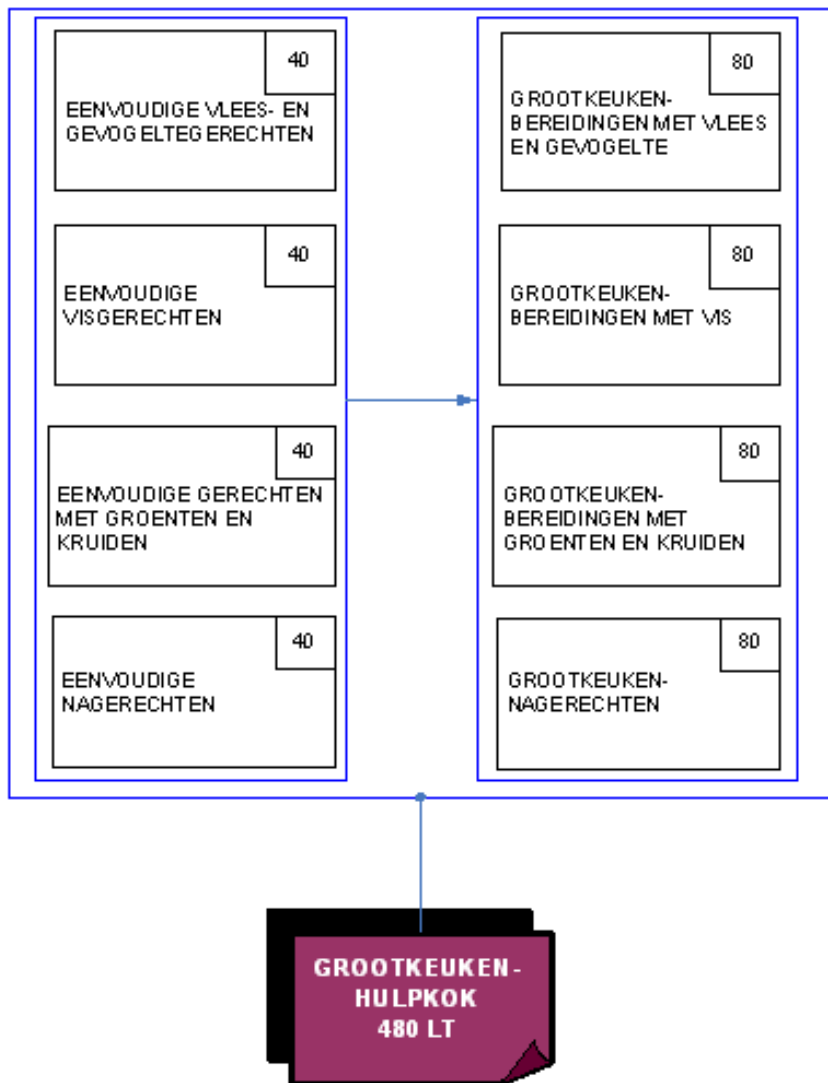 40
EENVOUDIGE VLEES- EN
GEVOGELTEGERECHTEN
40
EENVOUDIGE
VISGERECHTEN
40
EENVOUDIGE GERECHTEN
MET GROENTEN EN
KRUIDEN
40
EENVOUDIGE
NAGERECHTEN
80
GROOTKEUKEN-
BEREIDINGEN MET VLEES
EN GEVOGELTE
80
GROOTKEUKEN-
BEREIDINGEN MET VIS
80
GROOTKEUKEN-
BEREIDINGEN MET
GROENTEN EN KRUIDEN
80
GROOTKEUKEN-
NAGERECHTEN
GROOTKEUKEN-
HULPKOK
480 LT